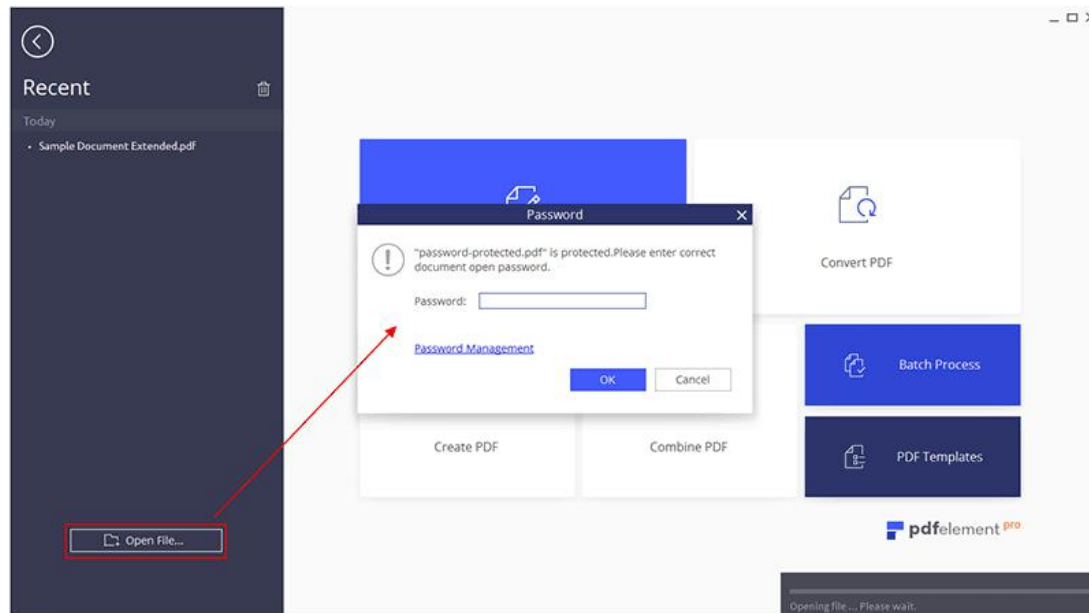 Recent
Today
• Sample Document Extended.pdf
Open File...
Password
"password-protected.pdf" is protected.Please enter correct
document open password.
Password:
Password Management
OK
Cancel
Convert PDF
Create PDF
Combine PDF
Batch Process
PDF Templates
pdfelement pro
Opening file ... Please wait.